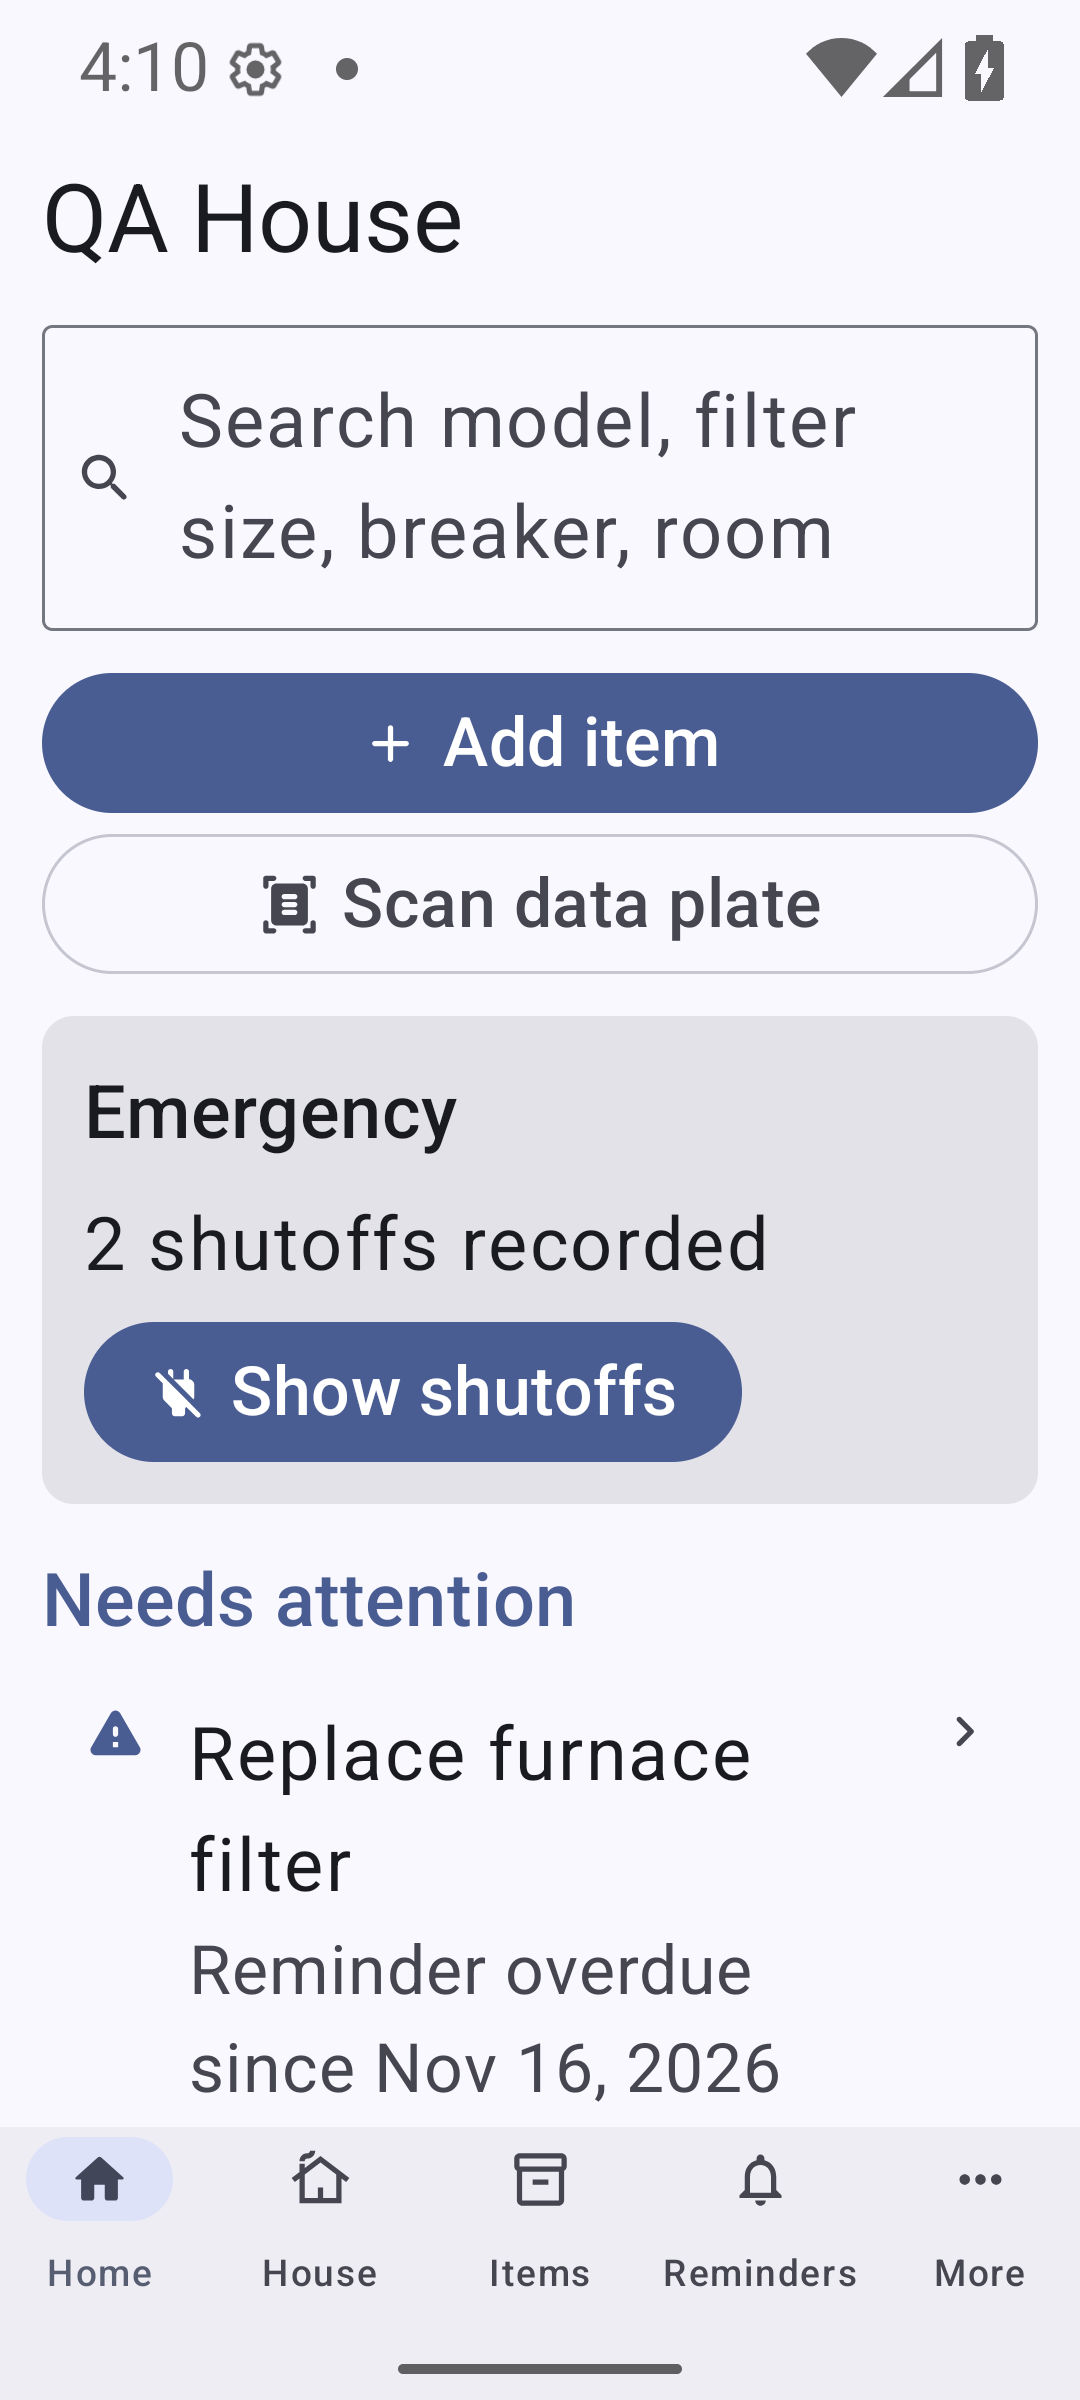 4:10
QA House
Search model, filter
size, breaker, room
Add item
Scan data plate
Emergency
2 shutoffs recorded
Show shutoffs
Needs attention
Replace furnace
filter
Reminder overdue
since Nov 16, 2026
Home
House
Items
Reminders
More